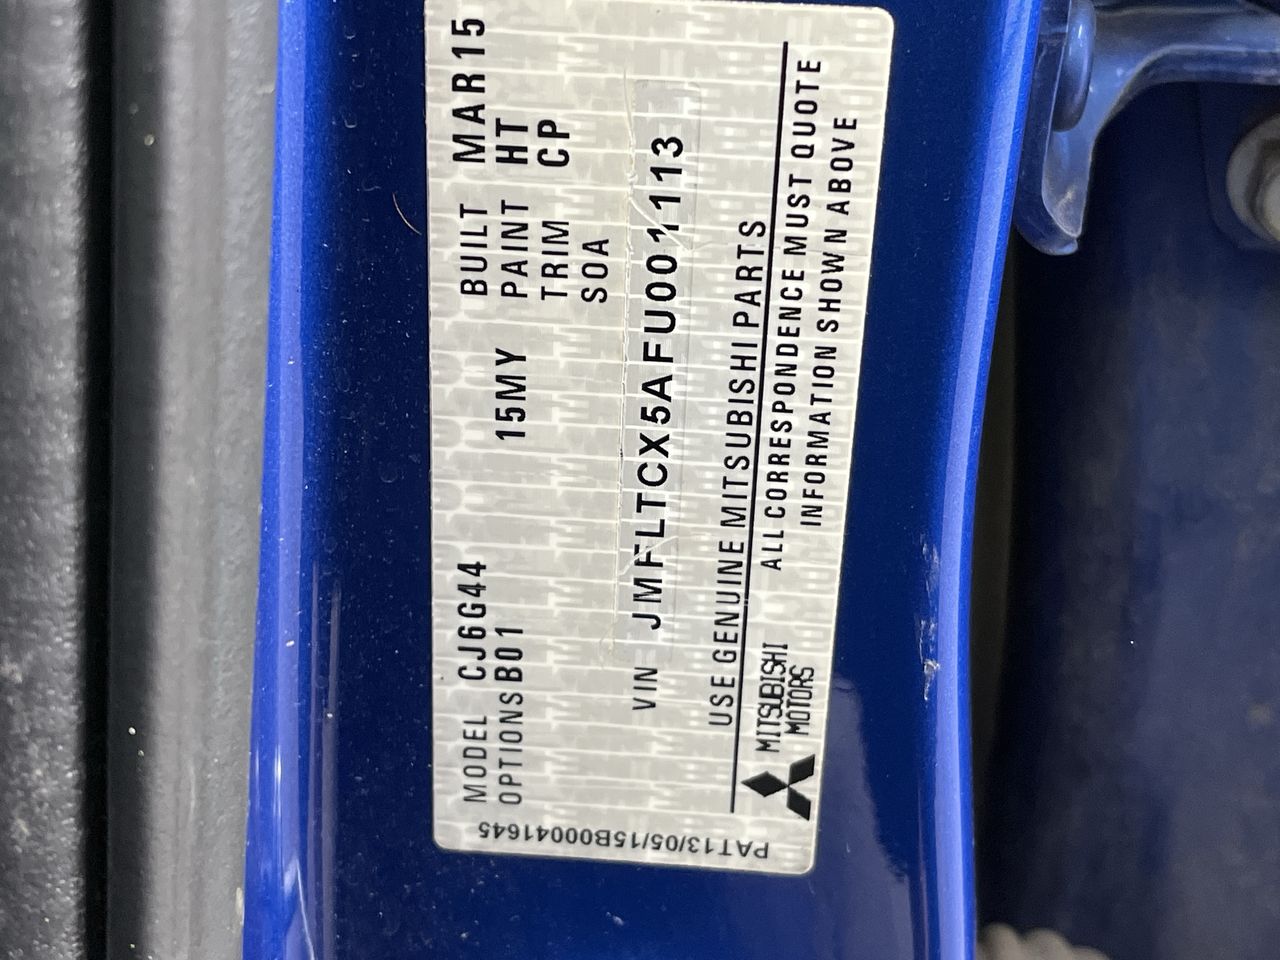 MODEL CJ6G44 BUILT MAR15
OPTIONS B01 15MY PAINT HT
TRIM CP
SOA
VIN JMFLTCX5AFU001113
USE GENUINE MITSUBISHI PARTS
MITSUBISHI
MOTORS
ALL CORRESPONDENCE MUST QUOTE
INFORMATION SHOWN ABOVE
PAT13/05/15B00041645